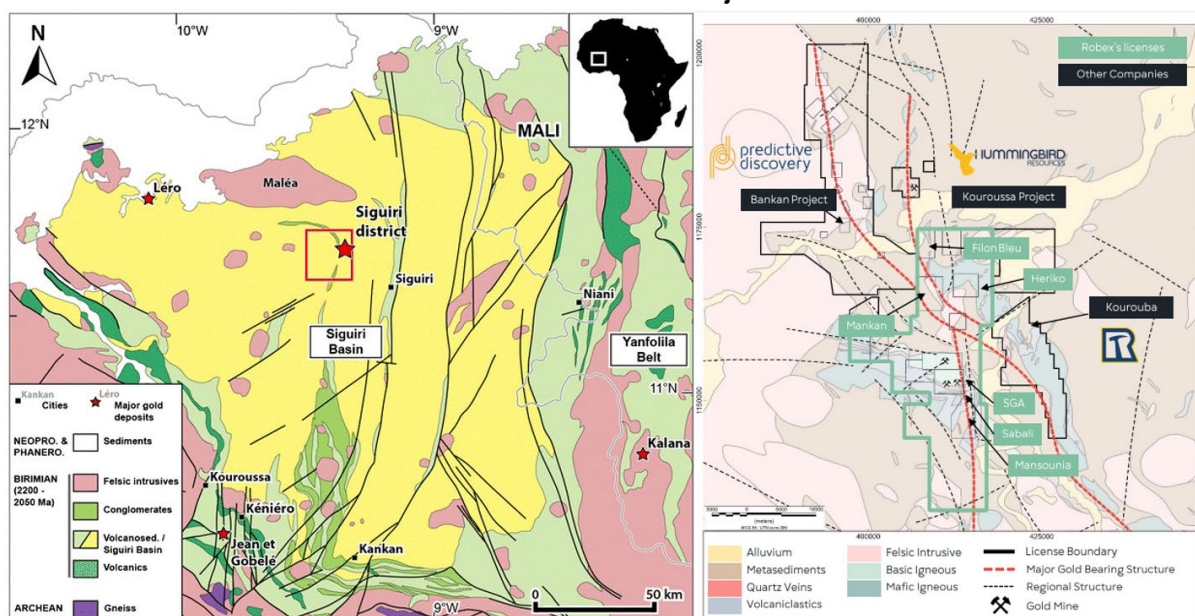 10°W
9°W
N
12°N
MALI
Léro
Maléa
Siguiri
district
Siguiri
Niani
Siguiri
Basin
Yanfolila
Belt
11°N
Kalana
Kouroussa
Kéniéro
Jean et
Gobelé
Kankan
9°W
0
50 km
Kankan
Cities
Léro
Major gold
deposits
NEOPRO. &
PHANERO.
Sediments
BIRIMIAN
(2200 -
2050 Ma)
Felsic intrusives
Conglomerates
Volcanosed. /
Siguiri Basin
Volcanics
ARCHEAN
Gneiss
400000
425000
1200000
1175000
1150000
Robex's licenses
Other Companies
predictive
discovery
HUMMINGBIRD
RESOURCES
Bankan Project
Kouroussa Project
Filon Bleu
Heriko
Mankan
Kourouba
SGA
Sabali
Mansounia
(meters)
400000
425000
Alluvium
Metasediments
Quartz Veins
Volcaniclastics
Felsic Intrusive
Basic Igneous
Mafic Igneous
License Boundary
Major Gold Bearing Structure
Regional Structure
Gold Mine